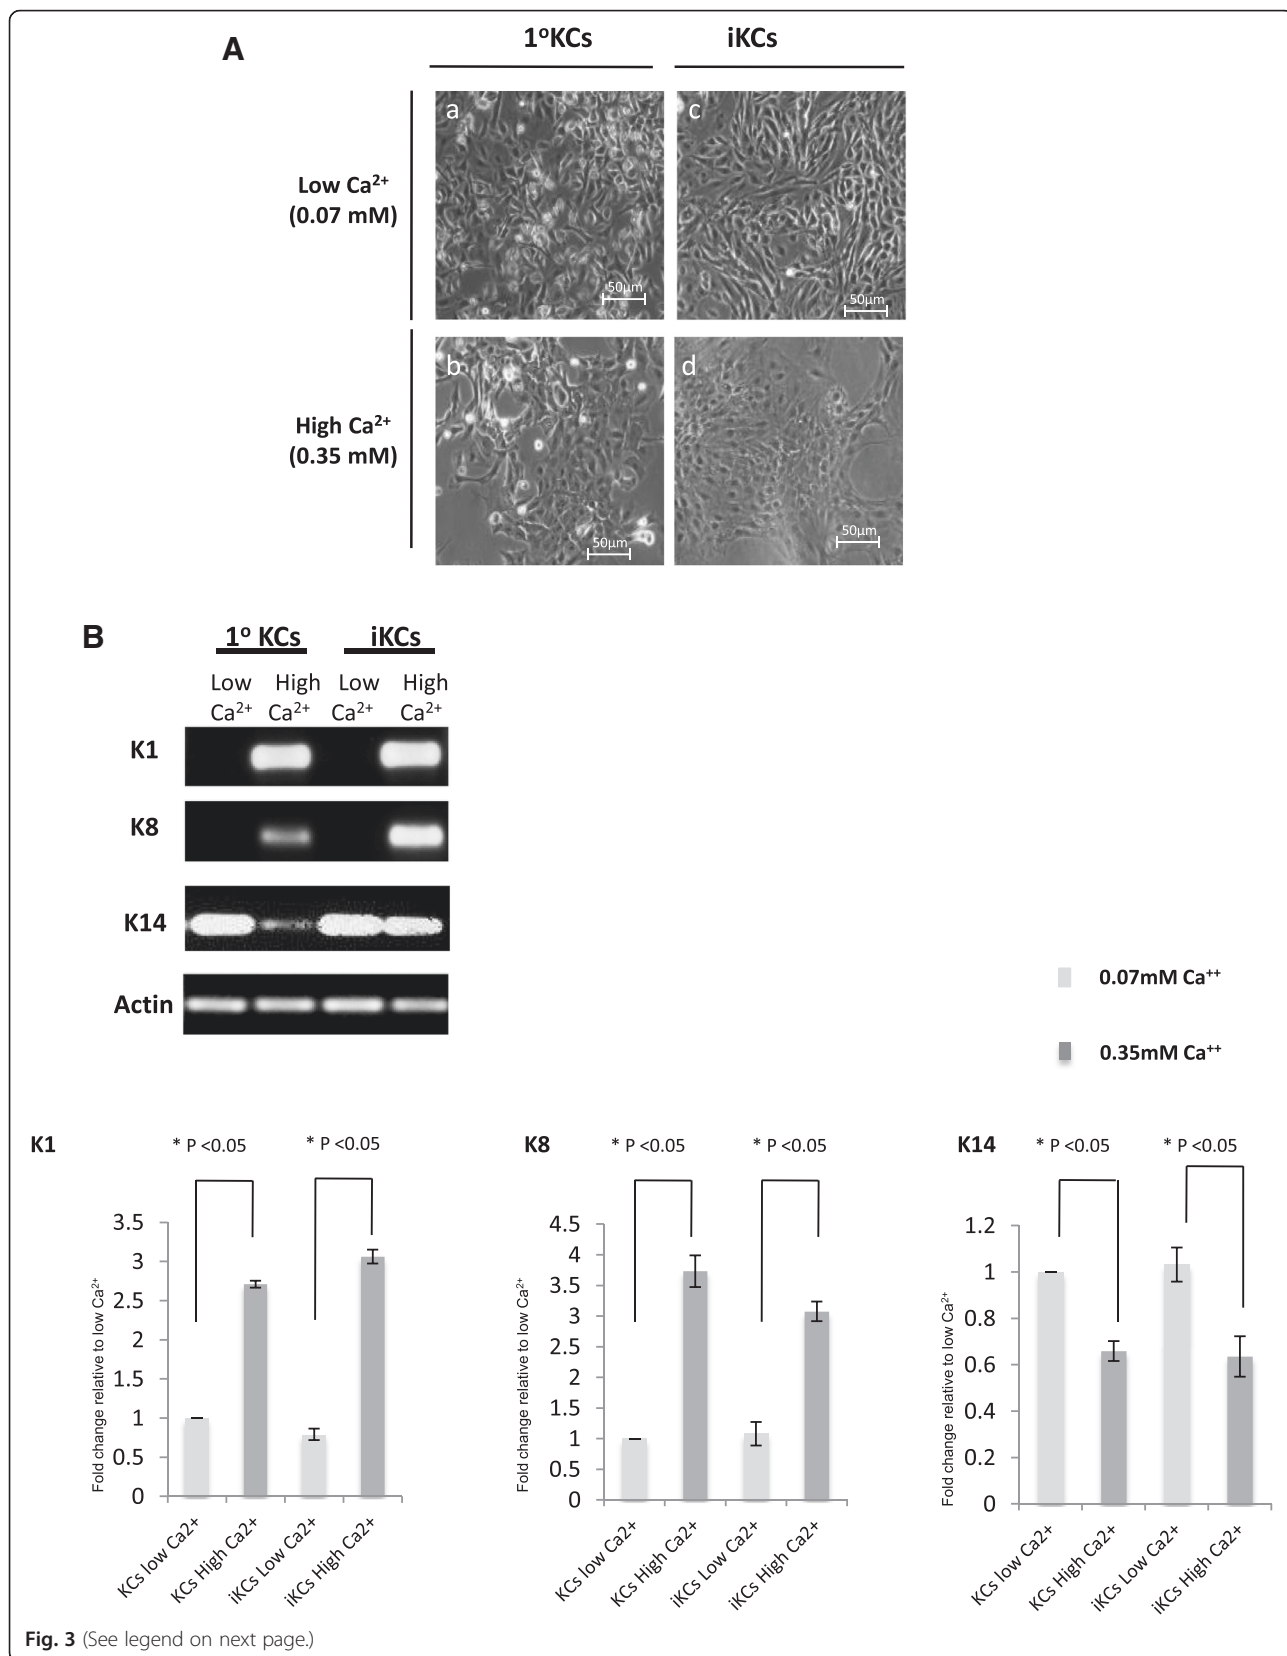 A
1ºKCs
iKCs
Low Ca2+
(0.07 mM)
a
50µm
c
50µm
High Ca2+
(0.35 mM)
b
50µm
d
50µm
B
1º KCs
iKCs
Low
Ca2+
High
Ca2+
Low
Ca2+
High
Ca2+
K1
K8
K14
Actin
0.07mM Ca++
0.35mM Ca++
K1
* P <0.05
* P <0.05
Fold change relative to low Ca2+
3.5
3
2.5
2
1.5
1
0.5
0
KCs low Ca2+
KCs High Ca2+
iKCs Low Ca2+
iKCs High Ca2+
K8
* P <0.05
* P <0.05
Fold change relative to low Ca2+
4.5
4
3.5
3
2.5
2
1.5
1
0.5
0
KCs low Ca2+
KCs High Ca2+
iKCs Low Ca2+
iKCs High Ca2+
K14
* P <0.05
* P <0.05
Fold change relative to low Ca2+
1.2
1
0.8
0.6
0.4
0.2
0
KCs low Ca2+
KCs High Ca2+
iKCs Low Ca2+
iKCs High Ca2+
Fig. 3 (See legend on next page.)